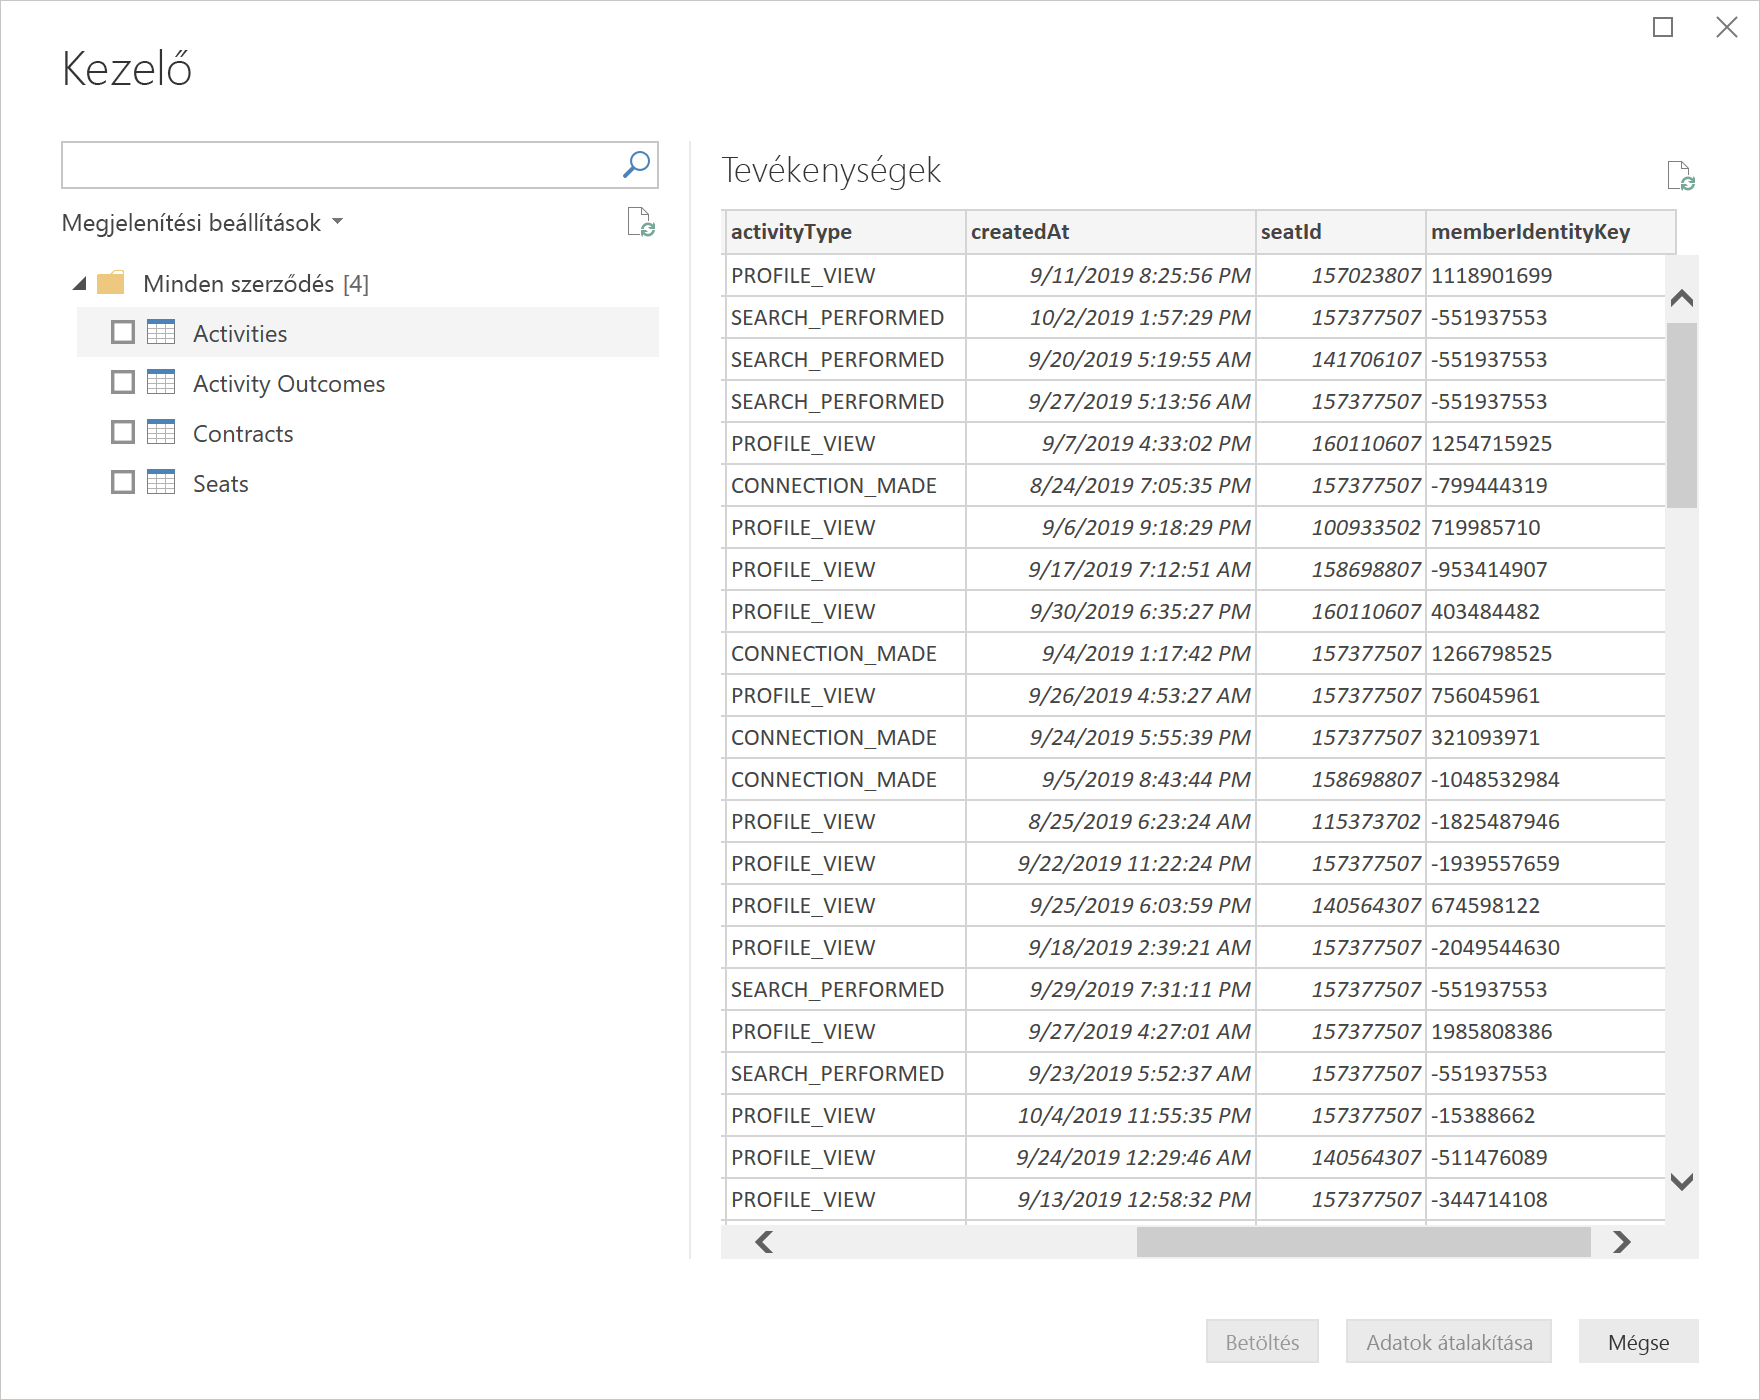 Kezelő
Megjelenítési beállítások
Minden szerződés [4]
Activities
Activity Outcomes
Contracts
Seats
Tevékenységek
activityType createdAt seatId memberIdentityKey
PROFILE_VIEW 9/11/2019 8:25:56 PM 157023807 1118901699
SEARCH_PERFORMED 10/2/2019 1:57:29 PM 157377507 -551937553
SEARCH_PERFORMED 9/20/2019 5:19:55 AM 141706107 -551937553
SEARCH_PERFORMED 9/27/2019 5:13:56 AM 157377507 -551937553
PROFILE_VIEW 9/7/2019 4:33:02 PM 160110607 1254715925
CONNECTION_MADE 8/24/2019 7:05:35 PM 157377507 -799444319
PROFILE_VIEW 9/6/2019 9:18:29 PM 100933502 719985710
PROFILE_VIEW 9/17/2019 7:12:51 AM 158698807 -953414907
PROFILE_VIEW 9/30/2019 6:35:27 PM 160110607 403484482
CONNECTION_MADE 9/4/2019 1:17:42 PM 157377507 1266798525
PROFILE_VIEW 9/26/2019 4:53:27 AM 157377507 756045961
CONNECTION_MADE 9/24/2019 5:55:39 PM 157377507 321093971
CONNECTION_MADE 9/5/2019 8:43:44 PM 158698807 -1048532984
PROFILE_VIEW 8/25/2019 6:23:24 AM 115373702 -1825487946
PROFILE_VIEW 9/22/2019 11:22:24 PM 157377507 -1939557659
PROFILE_VIEW 9/25/2019 6:03:59 PM 140564307 674598122
PROFILE_VIEW 9/18/2019 2:39:21 AM 157377507 -2049544630
SEARCH_PERFORMED 9/29/2019 7:31:11 PM 157377507 -551937553
PROFILE_VIEW 9/27/2019 4:27:01 AM 157377507 1985808386
SEARCH_PERFORMED 9/23/2019 5:52:37 AM 157377507 -551937553
PROFILE_VIEW 10/4/2019 11:55:35 PM 157377507 -15388662
PROFILE_VIEW 9/24/2019 12:29:46 AM 140564307 -511476089
PROFILE_VIEW 9/13/2019 12:58:32 PM 157377507 -344714108
Betöltés Adatok átalakítása Mégse